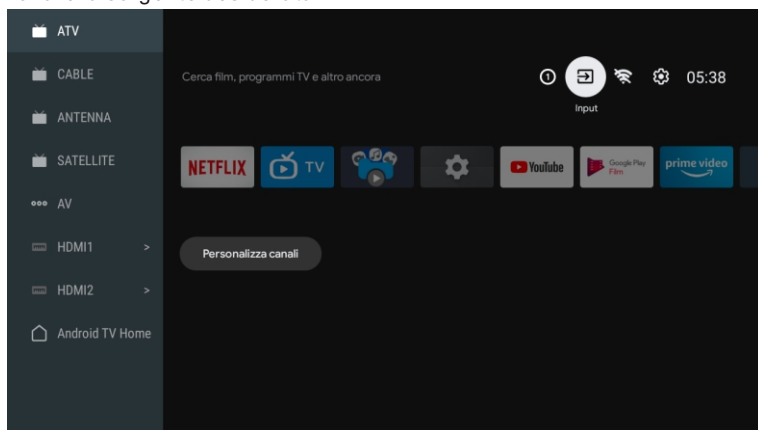 ATV
CABLE
ANTENNA
SATELLITE
AV
HDMI1 >
HDMI2 >
Android TV Home
Cerca film, programmi TV e altro ancora
05:38
Input
NETFLIX
TV
YouTube
Google Play
Film
prime video
Personalizza canali